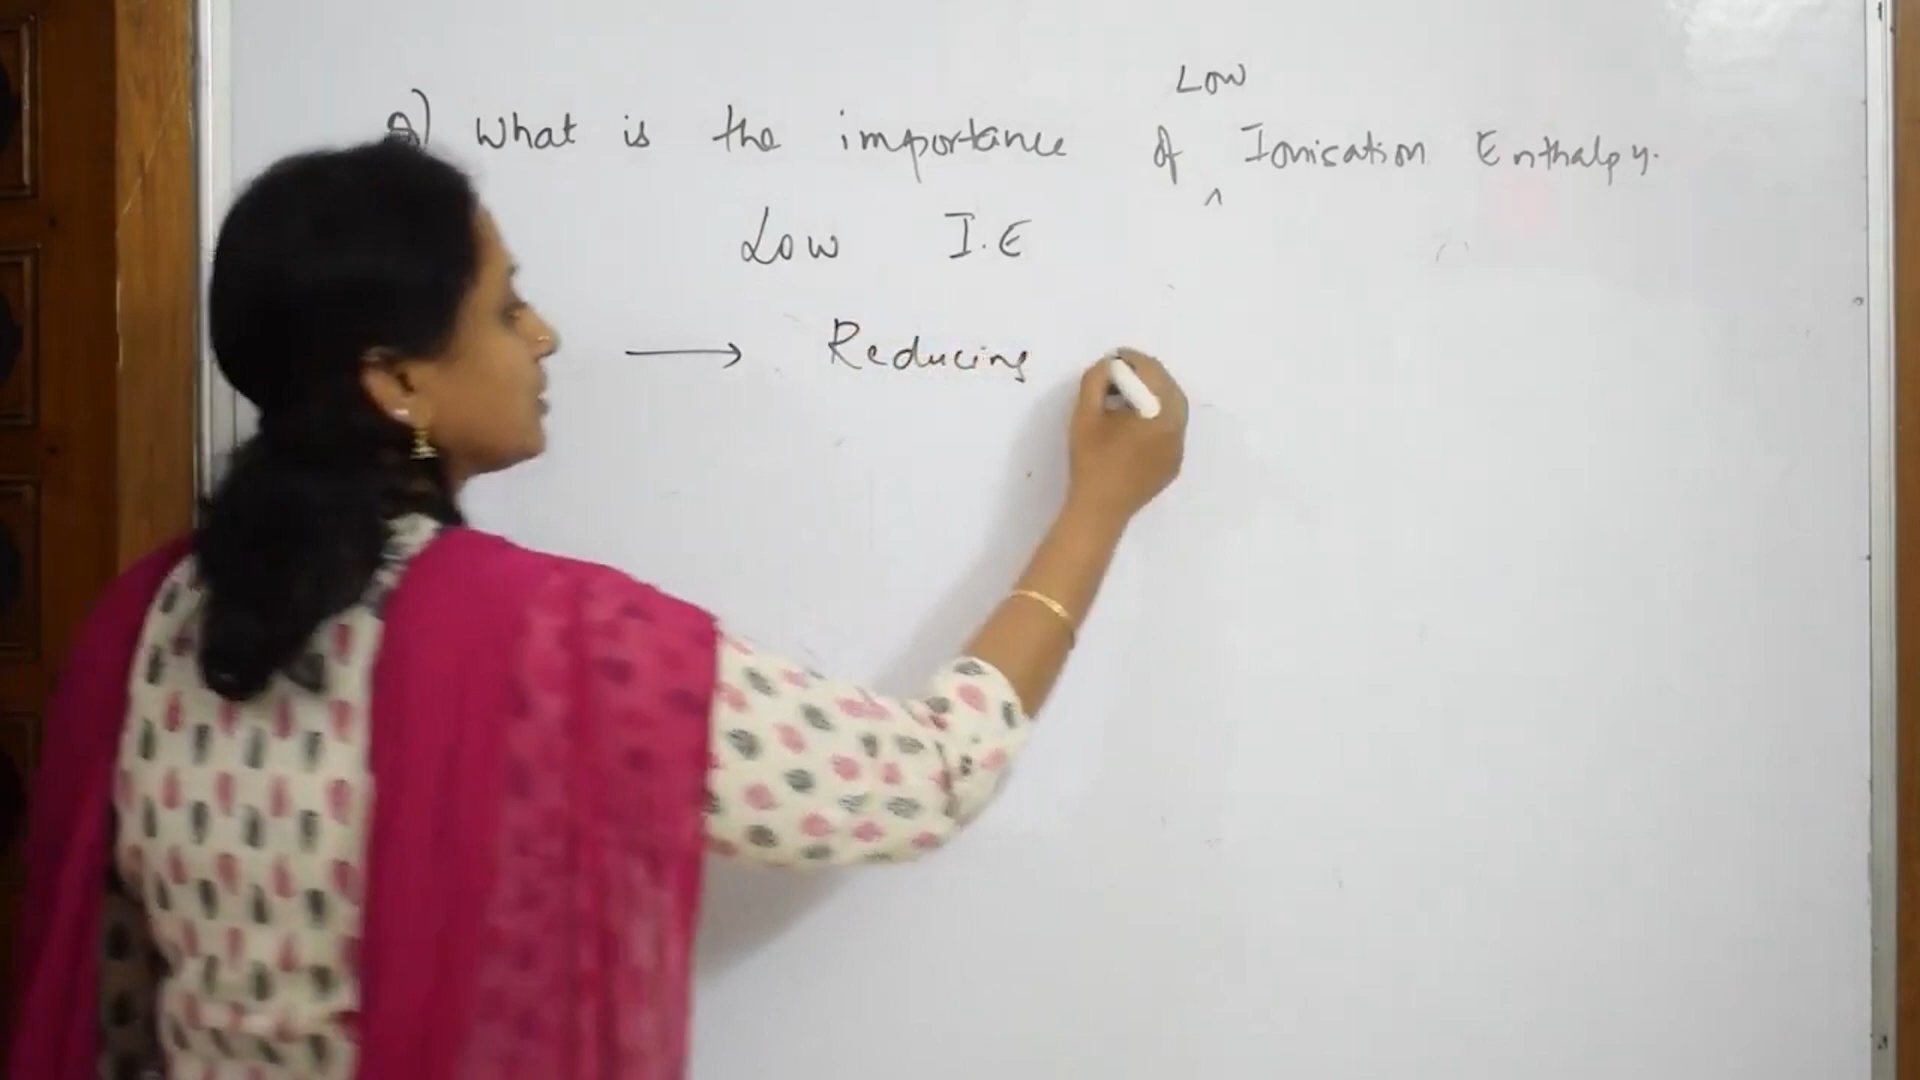 Q) What is the importance of Low Ionisation Enthalpy.
Low I.E
→ Reducing